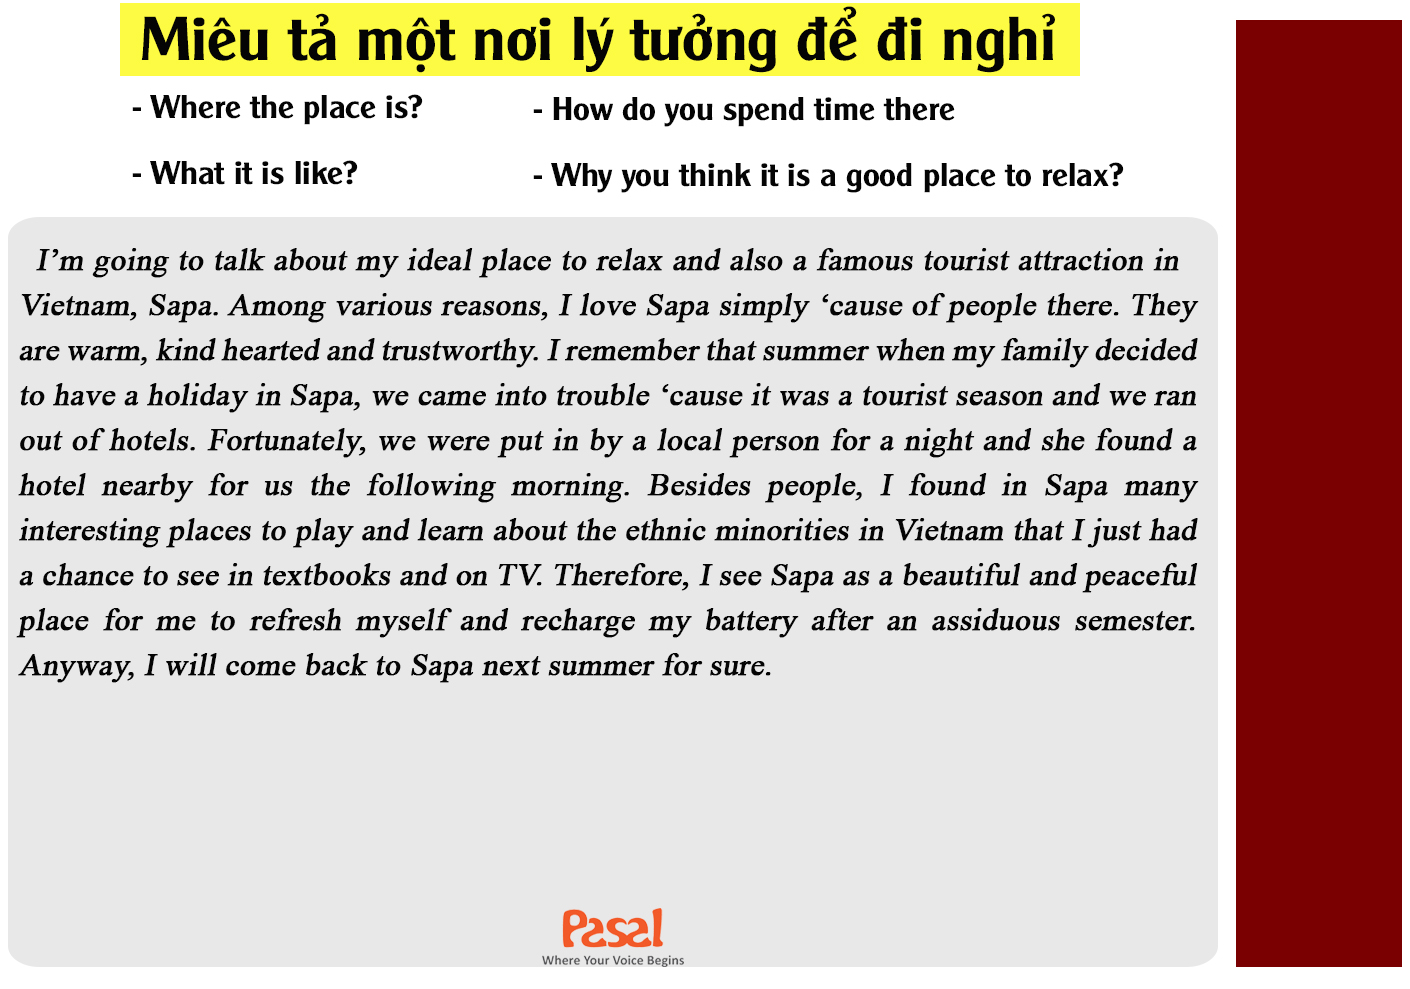 Miêu tả một nơi lý tưởng để đi nghỉ
- Where the place is?
- How do you spend time there
- What it is like?
- Why you think it is a good place to relax?
I’m going to talk about my ideal place to relax and also a famous tourist attraction in
Vietnam, Sapa. Among various reasons, I love Sapa simply ‘cause of people there. They
are warm, kind hearted and trustworthy. I remember that summer when my family decided
to have a holiday in Sapa, we came into trouble ‘cause it was a tourist season and we ran
out of hotels. Fortunately, we were put in by a local person for a night and she found a
hotel nearby for us the following morning. Besides people, I found in Sapa many
interesting places to play and learn about the ethnic minorities in Vietnam that I just had
a chance to see in textbooks and on TV. Therefore, I see Sapa as a beautiful and peaceful
place for me to refresh myself and recharge my battery after an assiduous semester.
Anyway, I will come back to Sapa next summer for sure.
Pasal
Where Your Voice Begins